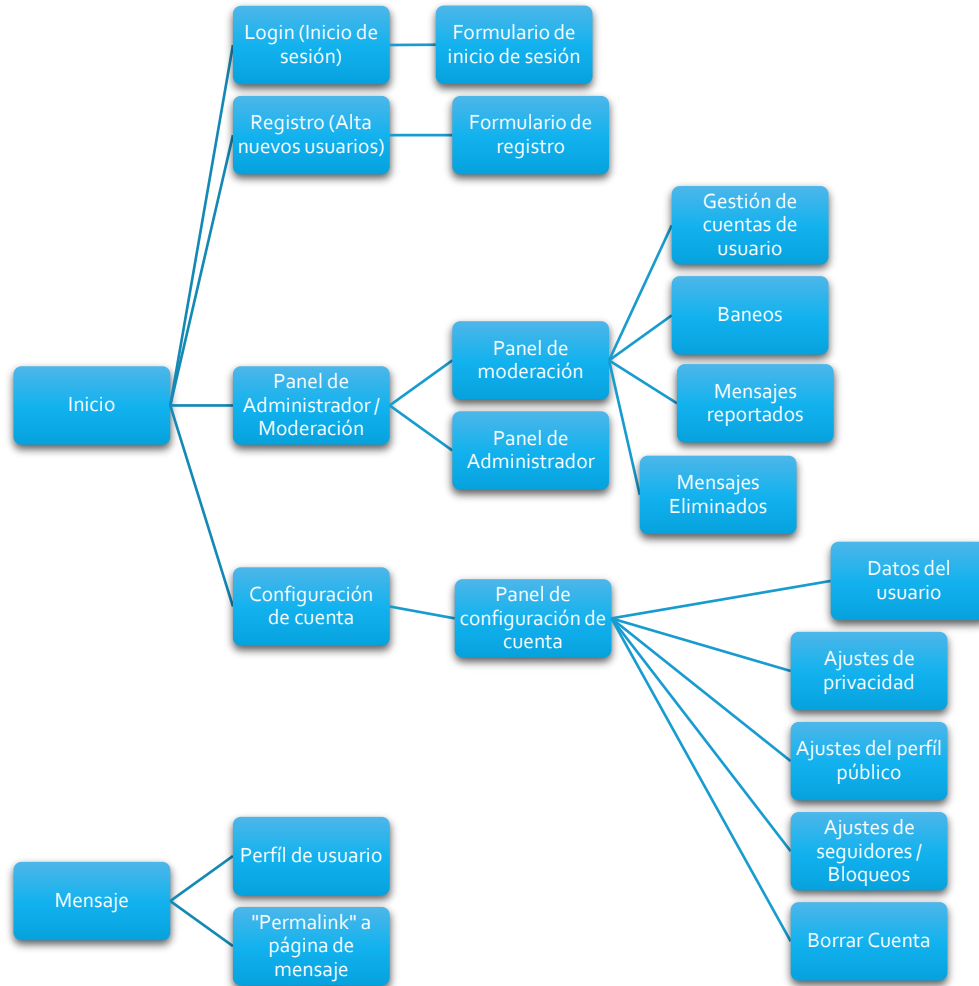 Login (Inicio de
sesión)
Formulario de
inicio de sesión
Registro (Alta
nuevos usuarios)
Formulario de
registro
Gestión de
cuentas de
usuario
Baneos
Inicio
Panel de
Administrador /
Moderación
Panel de
moderación
Mensajes
reportados
Panel de
Administrador
Mensajes
Eliminados
Configuración
de cuenta
Panel de
configuración de
cuenta
Datos del
usuario
Ajustes de
privacidad
Ajustes del perfíl
público
Ajustes de
seguidores /
Bloqueos
Borrar Cuenta
Mensaje
Perfíl de usuario
"Permalink" a
página de
mensaje